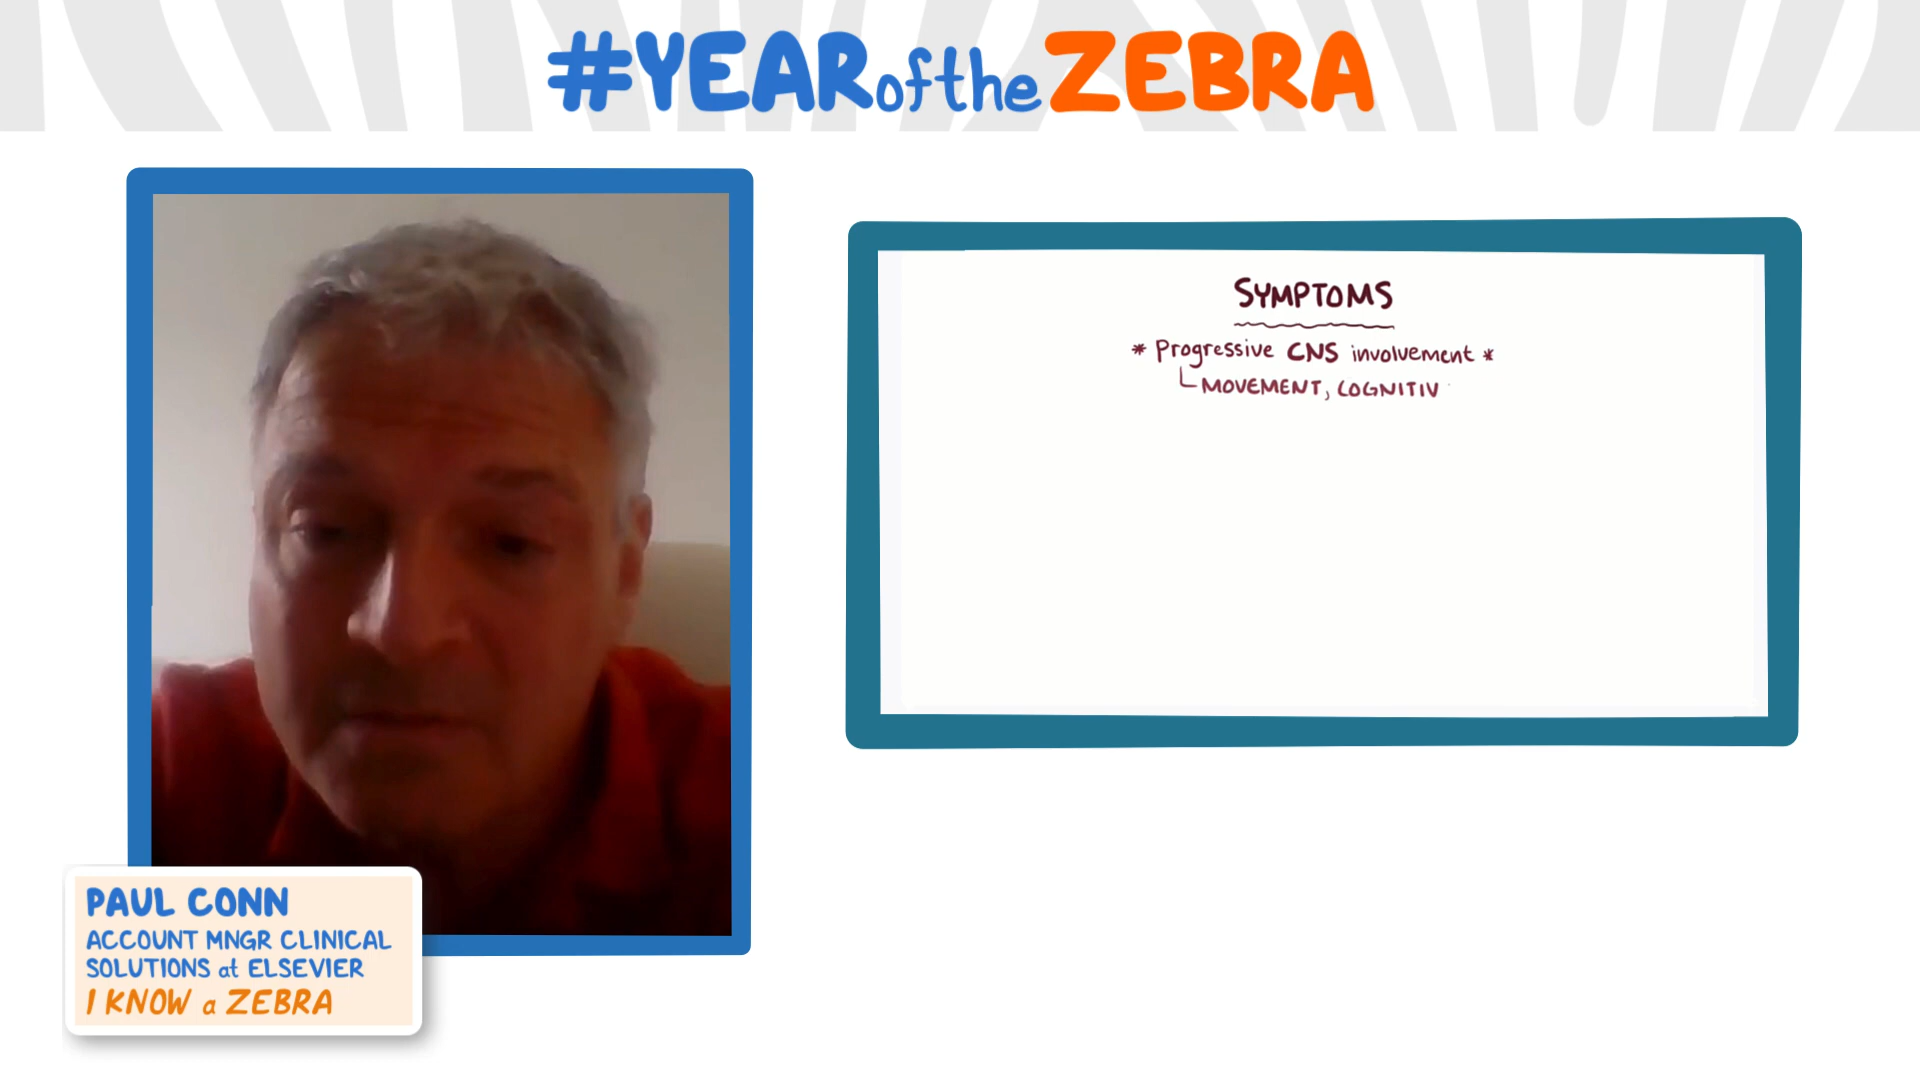 #YEARoftheZEBRA
SYMPTOMS
* Progressive CNS involvement *
MOVEMENT, COGNITIV
PAUL CONN
ACCOUNT MNGR CLINICAL
SOLUTIONS at ELSEVIER
I KNOW a ZEBRA